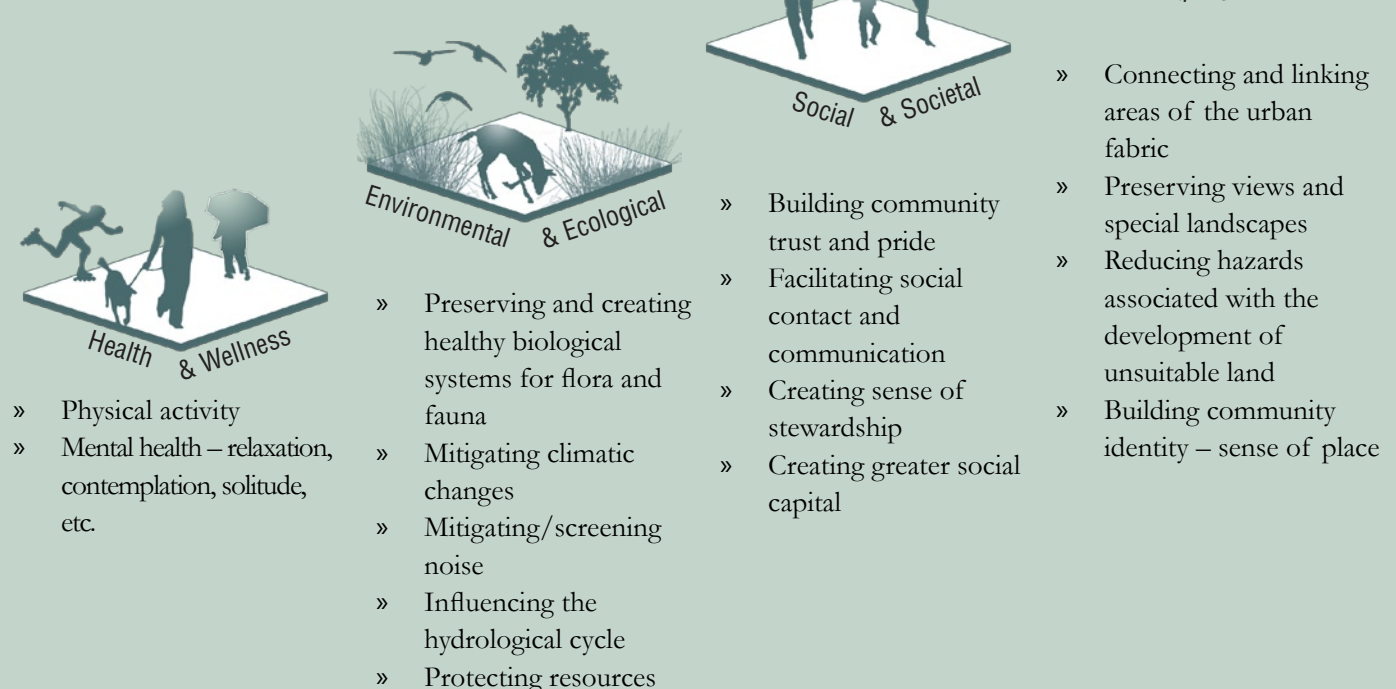 Health & Wellness
» Physical activity
» Mental health – relaxation,
contemplation, solitude,
etc.
Environmental & Ecological
» Preserving and creating
healthy biological
systems for flora and
fauna
» Mitigating climatic
changes
» Mitigating/screening
noise
» Influencing the
hydrological cycle
» Protecting resources
Social & Societal
» Building community
trust and pride
» Facilitating social
contact and
communication
» Creating sense of
stewardship
» Creating greater social
capital
» Connecting and linking
areas of the urban
fabric
» Preserving views and
special landscapes
» Reducing hazards
associated with the
development of
unsuitable land
» Building community
identity – sense of place